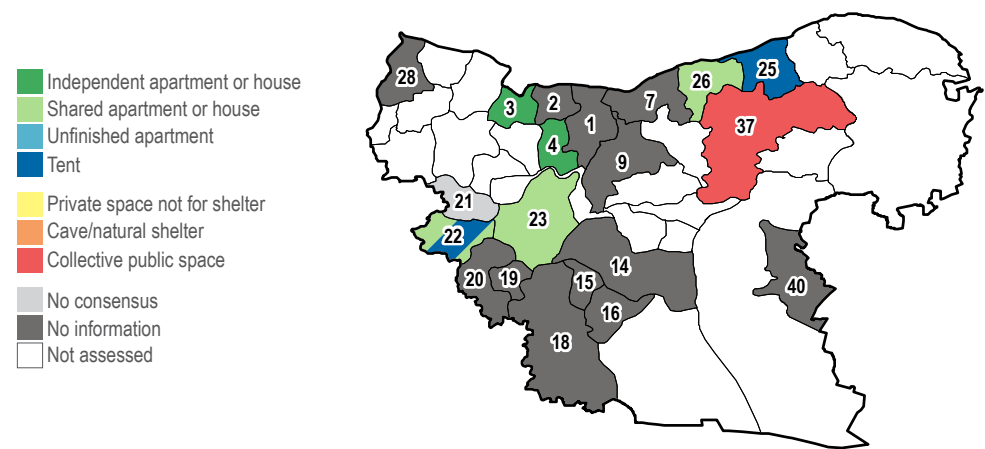 Independent apartment or house
Shared apartment or house
Unfinished apartment
Tent
Private space not for shelter
Cave/natural shelter
Collective public space
No consensus
No information
Not assessed
28
3
2
1
7
26
25
4
9
37
21
22
23
20
19
15
14
16
18
40